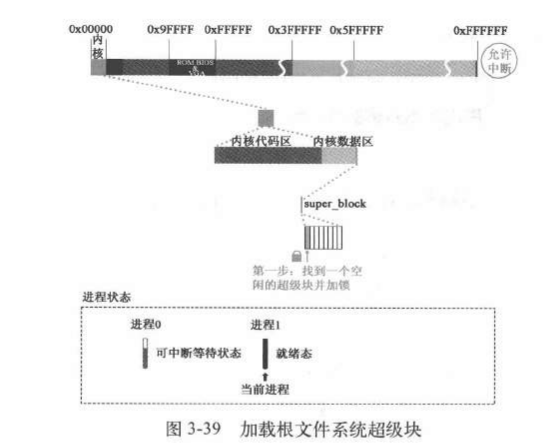 0x00000 0x9FFFF 0xFFFFF 0x3FFFFF 0x5FFFFF 0xFFFFFF
内核
允许中断
ROM BIOS
&
VGA
内核代码区 内核数据区
super_block
第一步：找到一个空
闲的超级块并加锁
进程状态
进程0 进程1
可中断等待状态 就绪态
当前进程
图 3-39 加载根文件系统超级块